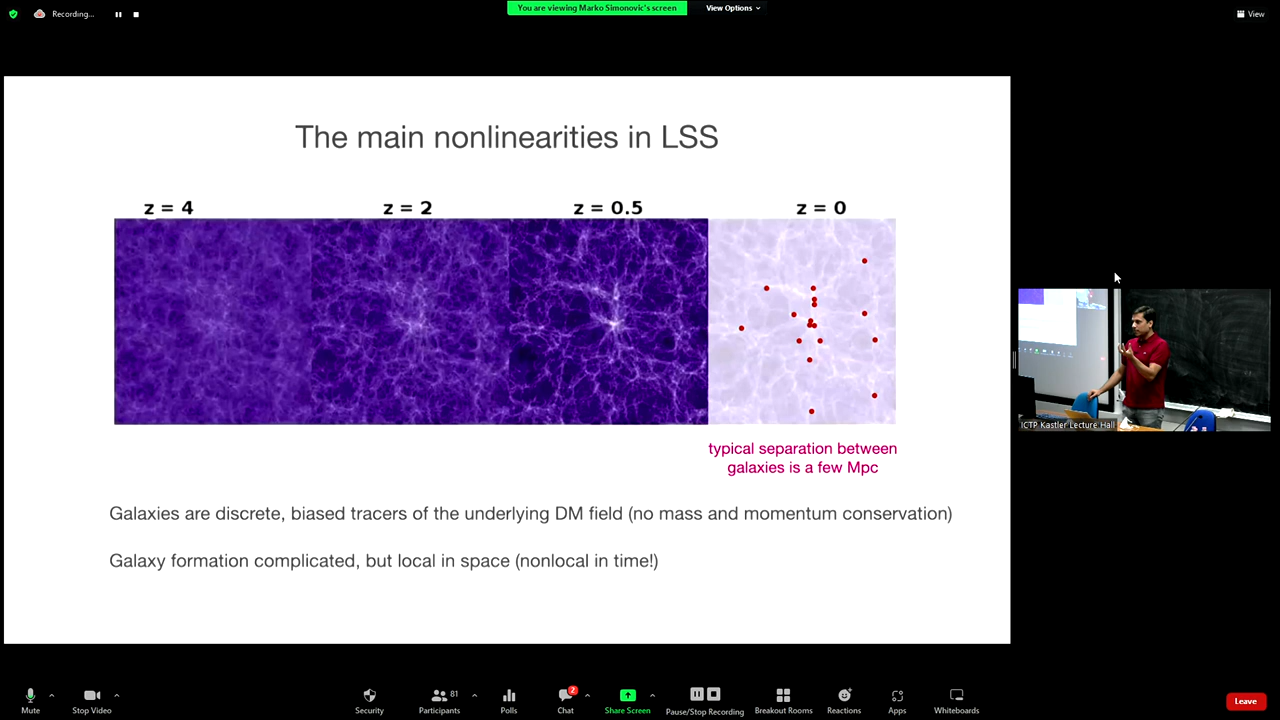 Recording...
You are viewing Marko Simonovic's screen
View Options
View
The main nonlinearities in LSS
z = 4
z = 2
z = 0.5
z = 0
typical separation between
galaxies is a few Mpc
Galaxies are discrete, biased tracers of the underlying DM field (no mass and momentum conservation)
Galaxy formation complicated, but local in space (nonlocal in time!)
ICTP Kastler Lecture Hall
Mute
Stop Video
Security
Participants
81
Polls
Chat
2
Share Screen
Pause/Stop Recording
Breakout Rooms
Reactions
Apps
Whiteboards
Leave